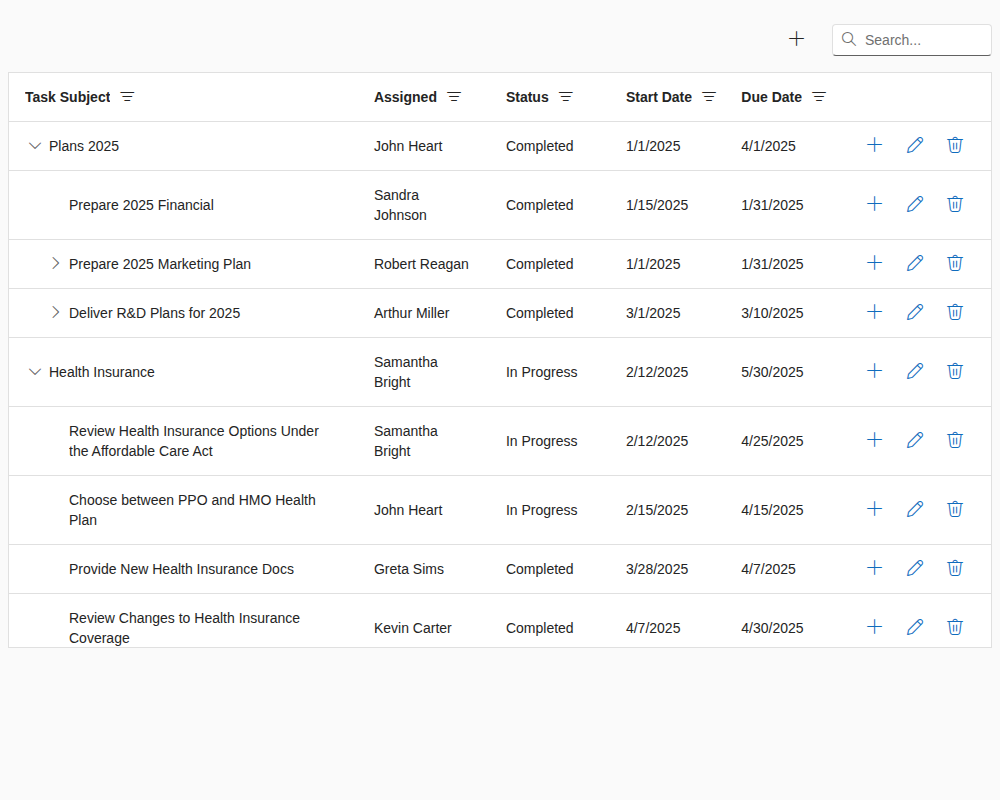 Search...
Task Subject Assigned Status Start Date Due Date
Plans 2025 John Heart Completed 1/1/2025 4/1/2025
Prepare 2025 Financial Sandra Johnson Completed 1/15/2025 1/31/2025
Prepare 2025 Marketing Plan Robert Reagan Completed 1/1/2025 1/31/2025
Deliver R&D Plans for 2025 Arthur Miller Completed 3/1/2025 3/10/2025
Health Insurance Samantha Bright In Progress 2/12/2025 5/30/2025
Review Health Insurance Options Under
the Affordable Care Act Samantha Bright In Progress 2/12/2025 4/25/2025
Choose between PPO and HMO Health
Plan John Heart In Progress 2/15/2025 4/15/2025
Provide New Health Insurance Docs Greta Sims Completed 3/28/2025 4/7/2025
Review Changes to Health Insurance
Coverage Kevin Carter Completed 4/7/2025 4/30/2025